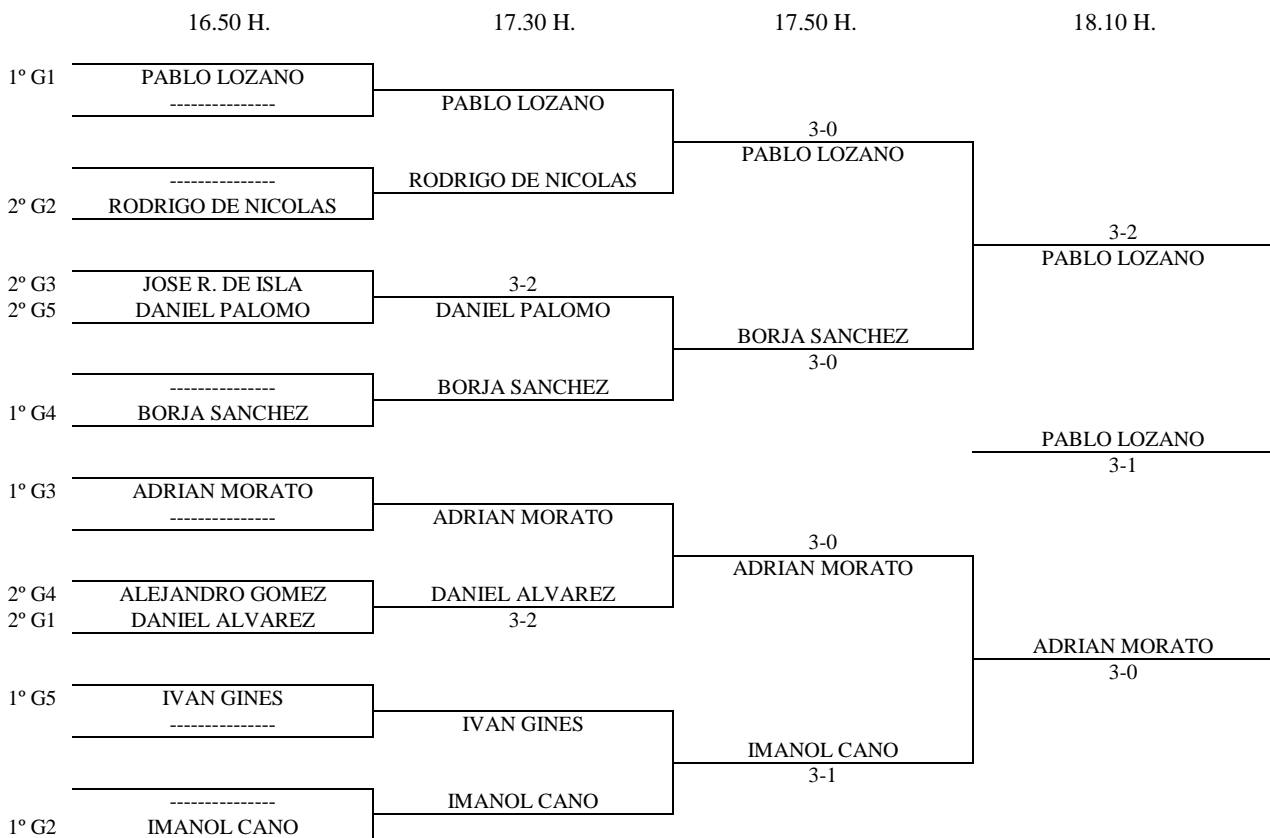 16.50 H. 17.30 H. 17.50 H. 18.10 H.
1º G1 PABLO LOZANO
--------------- PABLO LOZANO
3-0
PABLO LOZANO
---------------
RODRIGO DE NICOLAS
2º G2 RODRIGO DE NICOLAS
3-2
PABLO LOZANO
2º G3 JOSE R. DE ISLA 3-2
2º G5 DANIEL PALOMO DANIEL PALOMO
BORJA SANCHEZ
3-0
---------------
BORJA SANCHEZ
1º G4 BORJA SANCHEZ
PABLO LOZANO
3-1
1º G3 ADRIAN MORATO
--------------- ADRIAN MORATO
3-0
ADRIAN MORATO
2º G4 ALEJANDRO GOMEZ DANIEL ALVAREZ
2º G1 DANIEL ALVAREZ 3-2
ADRIAN MORATO
3-0
1º G5 IVAN GINES
--------------- IVAN GINES
IMANOL CANO
3-1
---------------
IMANOL CANO
1º G2 IMANOL CANO